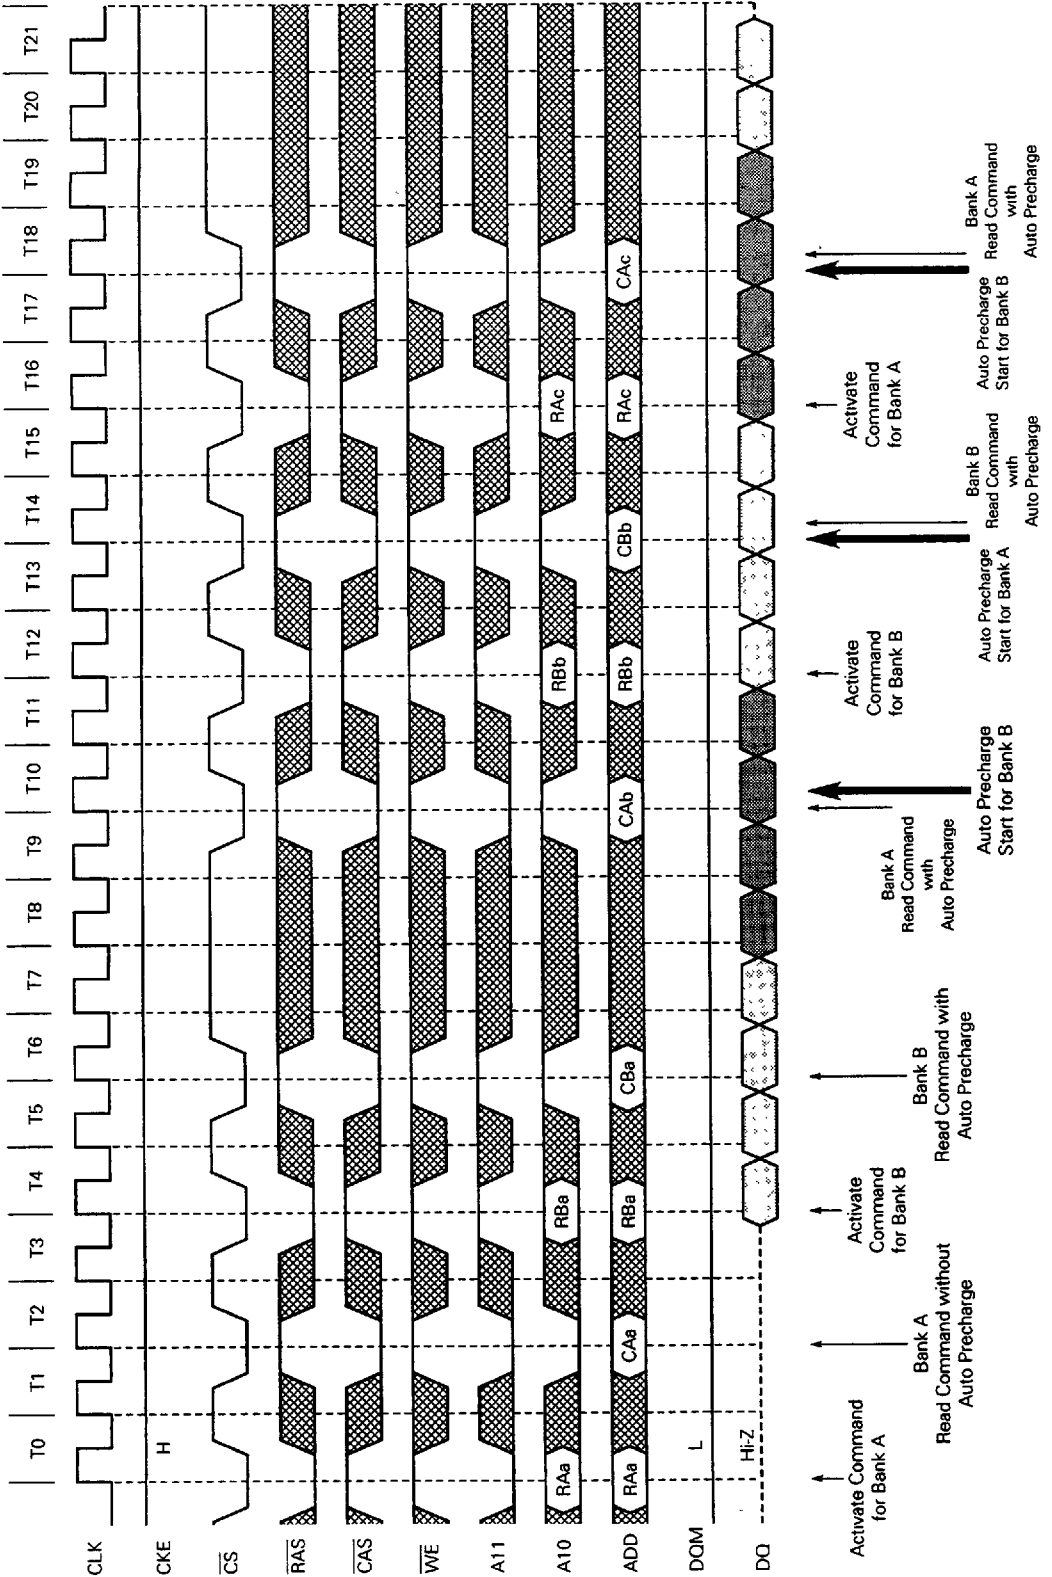 T0 T1 T2 T3 T4 T5 T6 T7 T8 T9 T10 T11 T12 T13 T14 T15 T16 T17 T18 T19 T20 T21
CLK
CKE H
CS
RAS
CAS
WE
A11
A10 RAa RBa RBb RAc
ADD RAa CAa RBa CBa CAb RBb CBb RAc CAc
DQM L
DQ Hi-Z
Activate Command
for Bank A
Bank A
Read Command without
Auto Precharge
Activate
Command
for Bank B
Bank B
Read Command with
Auto Precharge
Bank A
Read Command
with
Auto Precharge
Auto Precharge
Start for Bank B
Activate
Command
for Bank B
Auto Precharge
Start for Bank A
Bank B
Read Command
with
Auto Precharge
Activate
Command
for Bank A
Auto Precharge
Start for Bank B
Bank A
Read Command
with
Auto Precharge